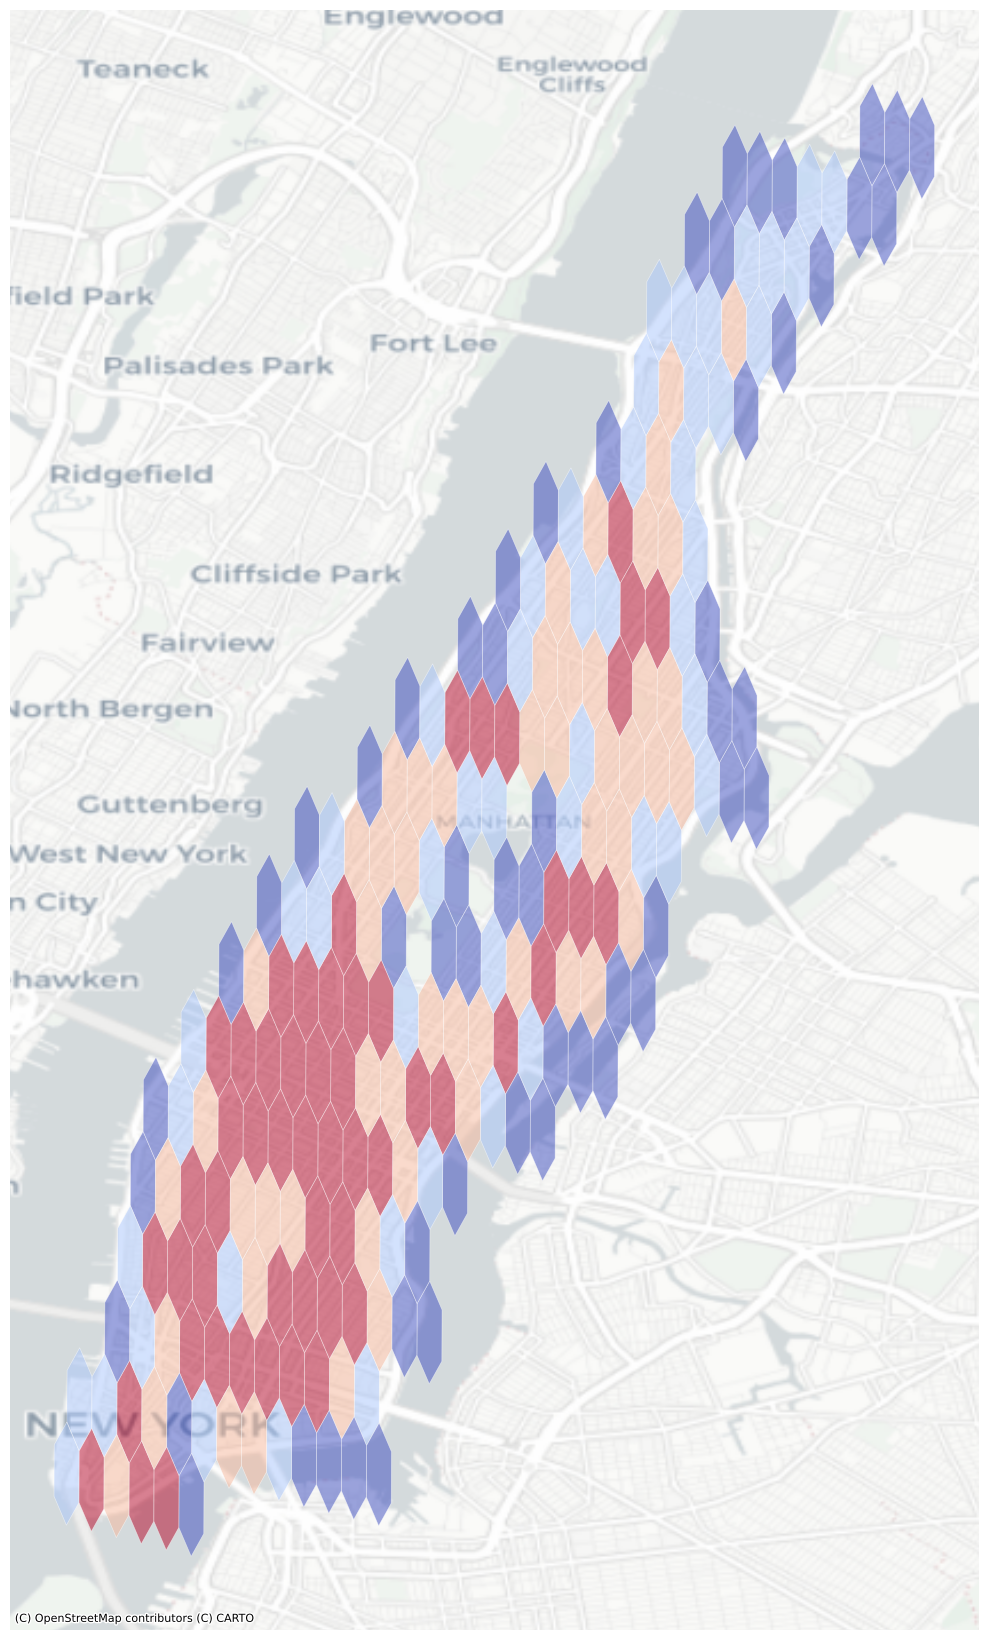 Englewood
Teaneck
Englewood
Cliffs
field Park
Fort Lee
Palisades Park
Ridgefield
Cliffside Park
Fairview
North Bergen
Guttenberg
MANHATTAN
West New York
n City
hawken
n
NEW YORK
(C) OpenStreetMap contributors (C) CARTO